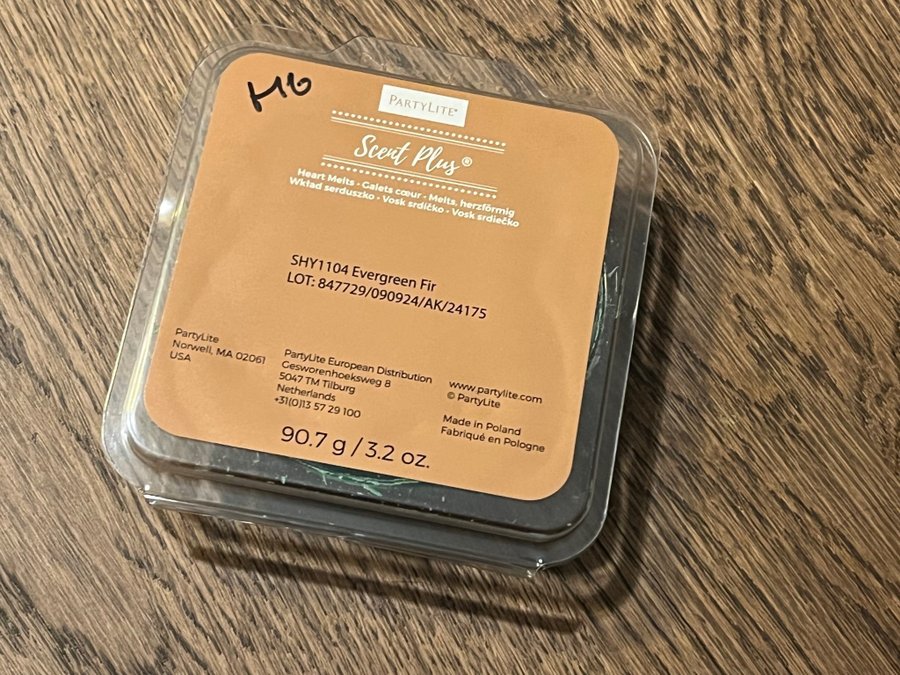 PARTYLITE®
Scent Plus®
Heart Melts • Galets cœur • Melts, herzförmig
Wkład serduszko • Vosk srdíčko • Vosk srdiečko
SHY1104 Evergreen Fir
LOT: 847729/090924/AK/24175
PartyLite
Norwell, MA 02061
USA
PartyLite European Distribution
Gesworenhoeksweg 8
5047 TM Tilburg
Netherlands
+31(0)13 57 29 100
www.partylite.com
© PartyLite
Made in Poland
Fabriqué en Pologne
90.7 g / 3.2 oz.